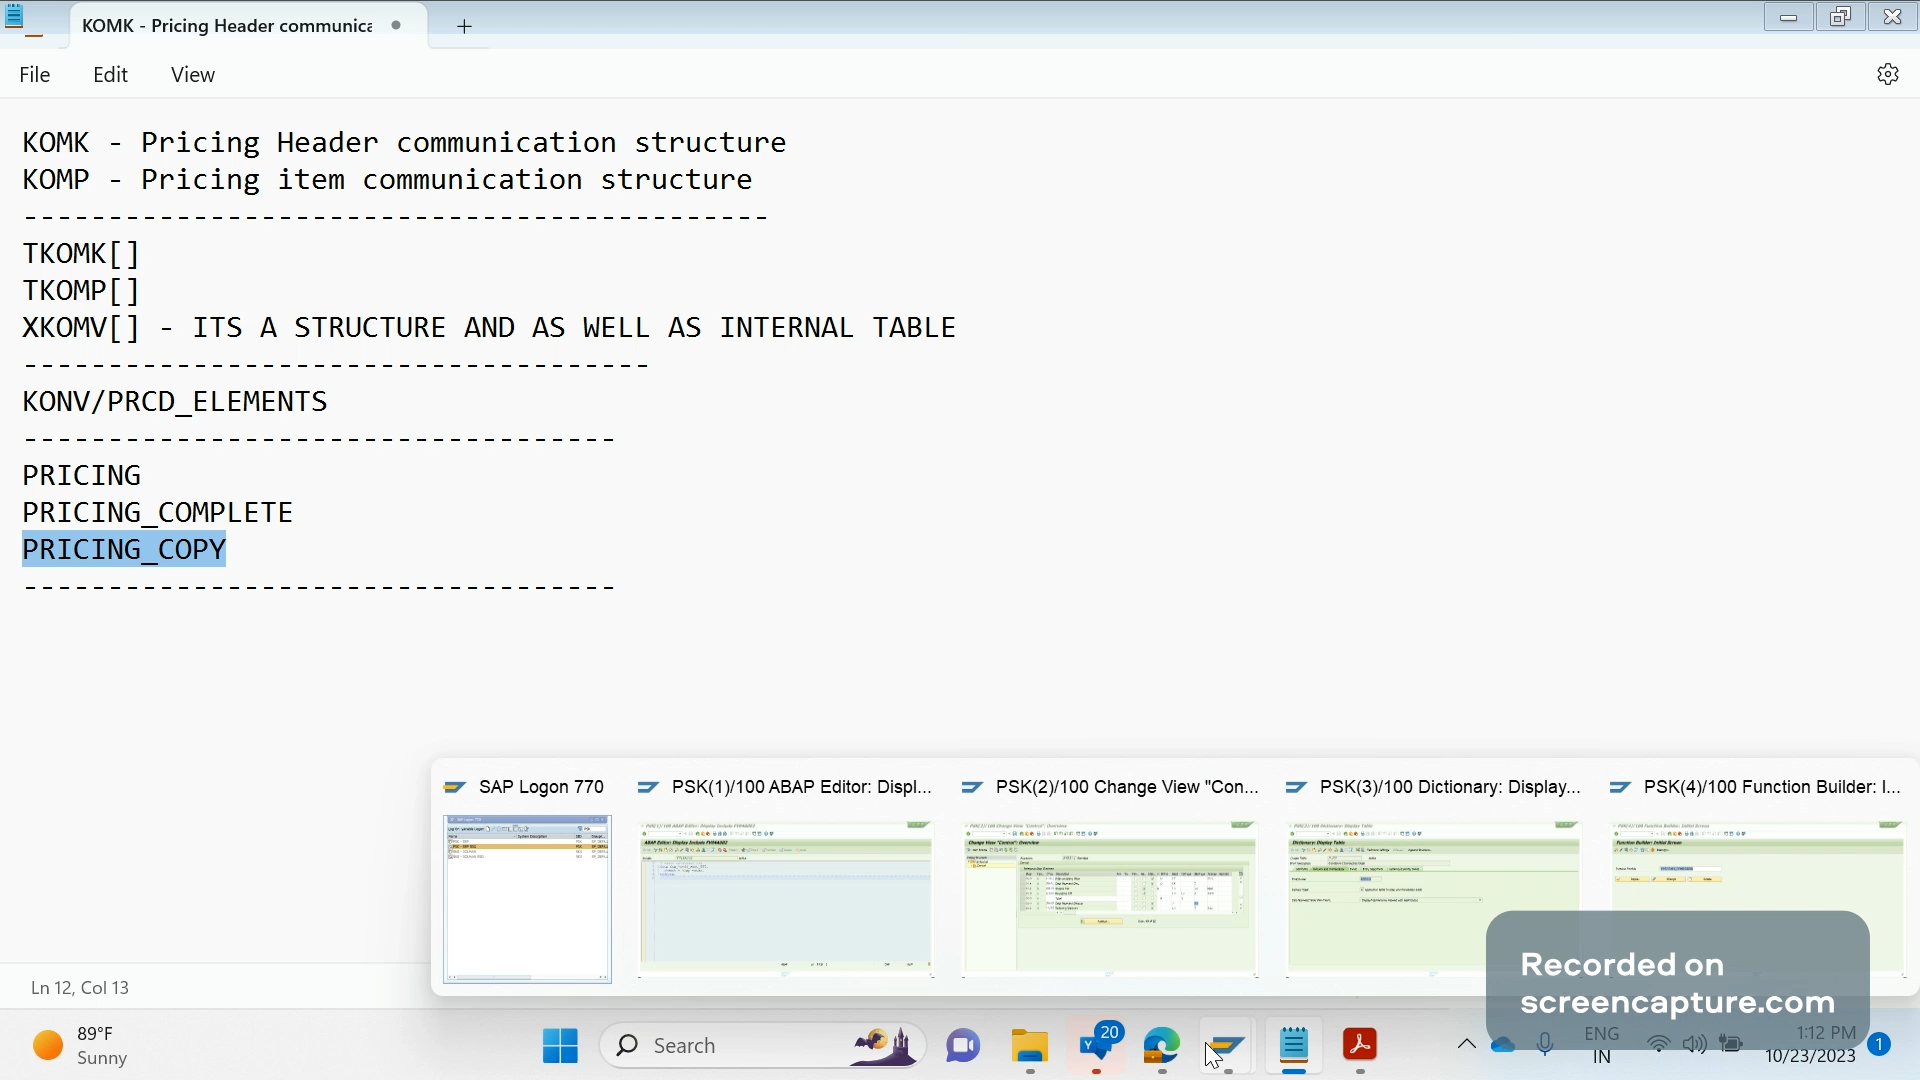 KOMK - Pricing Header communica
File Edit View
KOMK - Pricing Header communication structure
KOMP - Pricing item communication structure
--------------------------------------------
TKOMK[]
TKOMP[]
XKOMV[] - ITS A STRUCTURE AND AS WELL AS INTERNAL TABLE
-------------------------------------
KONV/PRCD_ELEMENTS
-----------------------------------
PRICING
PRICING_COMPLETE
PRICING_COPY
-----------------------------------
SAP Logon 770
PSK(1)/100 ABAP Editor: Displ...
PSK(2)/100 Change View "Con...
PSK(3)/100 Dictionary: Display...
PSK(4)/100 Function Builder: I...
Ln 12, Col 13
Recorded on
screencapture.com
89°F
Sunny
Search
20
ENG
IN
1:12 PM
10/23/2023
1